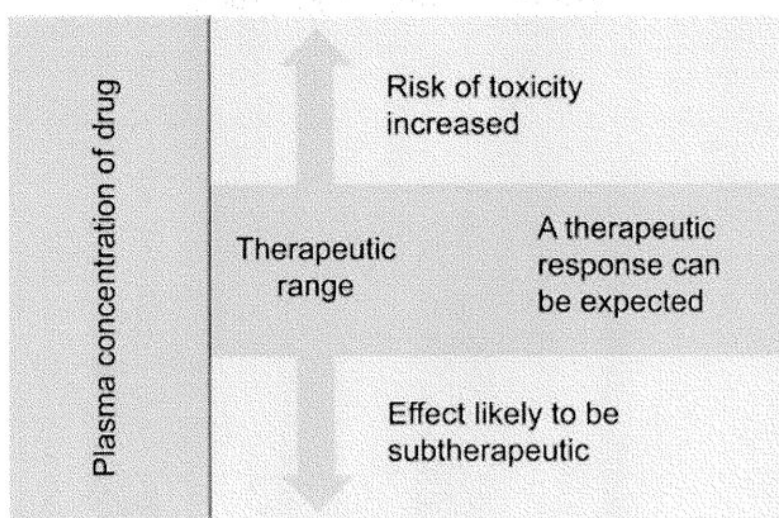 Plasma concentration of drug
Risk of toxicity
increased
Therapeutic
range
A therapeutic
response can
be expected
Effect likely to be
subtherapeutic